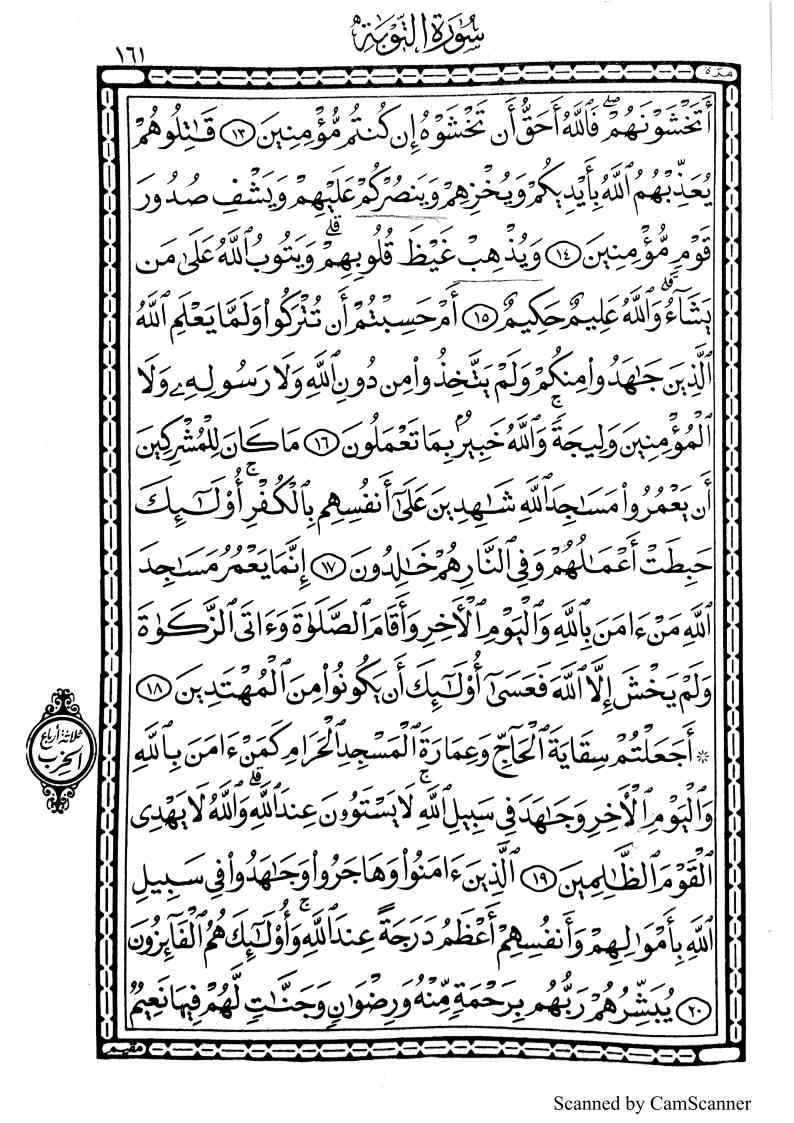 سُورَةُ التَّوْبَةِ
١٦١
مَرَّةٍ
أَتَخْشَوْنَهُمْ ۖ فَٱللَّهُ أَحَقُّ أَن تَخْشَوْهُ إِن كُنتُم مُّؤْمِنِينَ ١٣ قَـٰتِلُوهُمْ
يُعَذِّبْهُمُ ٱللَّهُ بِأَيْدِيكُمْ وَيُخْزِهِمْ وَيَنصُرْكُمْ عَلَيْهِمْ وَيَشْفِ صُدُورَ
قَوْمٍ مُّؤْمِنِينَ ١٤ وَيُذْهِبْ غَيْظَ قُلُوبِهِمْ ۗ وَيَتُوبُ ٱللَّهُ عَلَىٰ مَن
يَشَآءُ ۗ وَٱللَّهُ عَلِيمٌ حَكِيمٌ ١٥ أَمْ حَسِبْتُمْ أَن تُتْرَكُوا۟ وَلَمَّا يَعْلَمِ ٱللَّهُ
ٱلَّذِينَ جَـٰهَدُوا۟ مِنكُمْ وَلَمْ يَتَّخِذُوا۟ مِن دُونِ ٱللَّهِ وَلَا رَسُولِهِۦ وَلَا
ٱلْمُؤْمِنِينَ وَلِيجَةً ۚ وَٱللَّهُ خَبِيرٌۢ بِمَا تَعْمَلُونَ ١٦ مَا كَانَ لِلْمُشْرِكِينَ
أَن يَعْمُرُوا۟ مَسَـٰجِدَ ٱللَّهِ شَـٰهِدِينَ عَلَىٰٓ أَنفُسِهِم بِٱلْكُفْرِ ۚ أُو۟لَـٰٓئِكَ
حَبِطَتْ أَعْمَـٰلُهُمْ وَفِى ٱلنَّارِ هُمْ خَـٰلِدُونَ ١٧ إِنَّمَا يَعْمُرُ مَسَـٰجِدَ
ٱللَّهِ مَنْ ءَامَنَ بِٱللَّهِ وَٱلْيَوْمِ ٱلْـَٔاخِرِ وَأَقَامَ ٱلصَّلَوٰةَ وَءَاتَى ٱلزَّكَوٰةَ
وَلَمْ يَخْشَ إِلَّا ٱللَّهَ ۖ فَعَسَىٰٓ أُو۟لَـٰٓئِكَ أَن يَكُونُوا۟ مِنَ ٱلْمُهْتَدِينَ ١٨
۞ أَجَعَلْتُمْ سِقَايَةَ ٱلْحَآجِّ وَعِمَارَةَ ٱلْمَسْجِدِ ٱلْحَرَامِ كَمَنْ ءَامَنَ بِٱللَّهِ
وَٱلْيَوْمِ ٱلْـَٔاخِرِ وَجَـٰهَدَ فِى سَبِيلِ ٱللَّهِ ۚ لَا يَسْتَوُۥنَ عِندَ ٱللَّهِ ۗ وَٱللَّهُ لَا يَهْدِى
ٱلْقَوْمَ ٱلظَّـٰلِمِينَ ١٩ ٱلَّذِينَ ءَامَنُوا۟ وَهَاجَرُوا۟ وَجَـٰهَدُوا۟ فِى سَبِيلِ
ٱللَّهِ بِأَمْوَٰلِهِمْ وَأَنفُسِهِمْ أَعْظَمُ دَرَجَةً عِندَ ٱللَّهِ ۚ وَأُو۟لَـٰٓئِكَ هُمُ ٱلْفَآئِزُونَ
٢٠ يُبَشِّرُهُمْ رَبُّهُم بِرَحْمَةٍ مِّنْهُ وَرِضْوَٰنٍ وَجَنَّـٰتٍ لَّهُمْ فِيهَا نَعِيمٌ
مُّقِيمٌ
ثلاثة أرباع
الحزب
Scanned by CamScanner